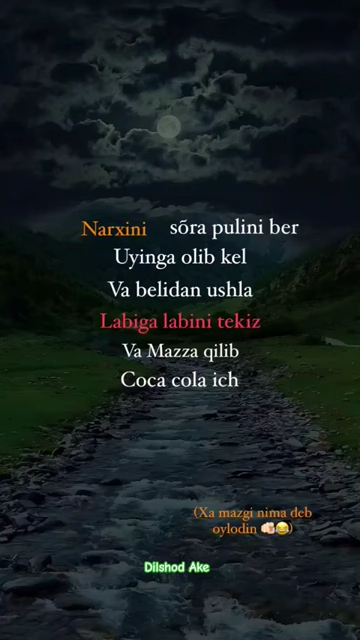 Narxini sõra pulini ber
Uyinga olib kel
Va belidan ushla
Labiga labini tekiz
Va Mazza qilib
Coca cola ich
(Xa mazgi nima deb
oylodin 🫵🏻😂)
Dilshod Ake